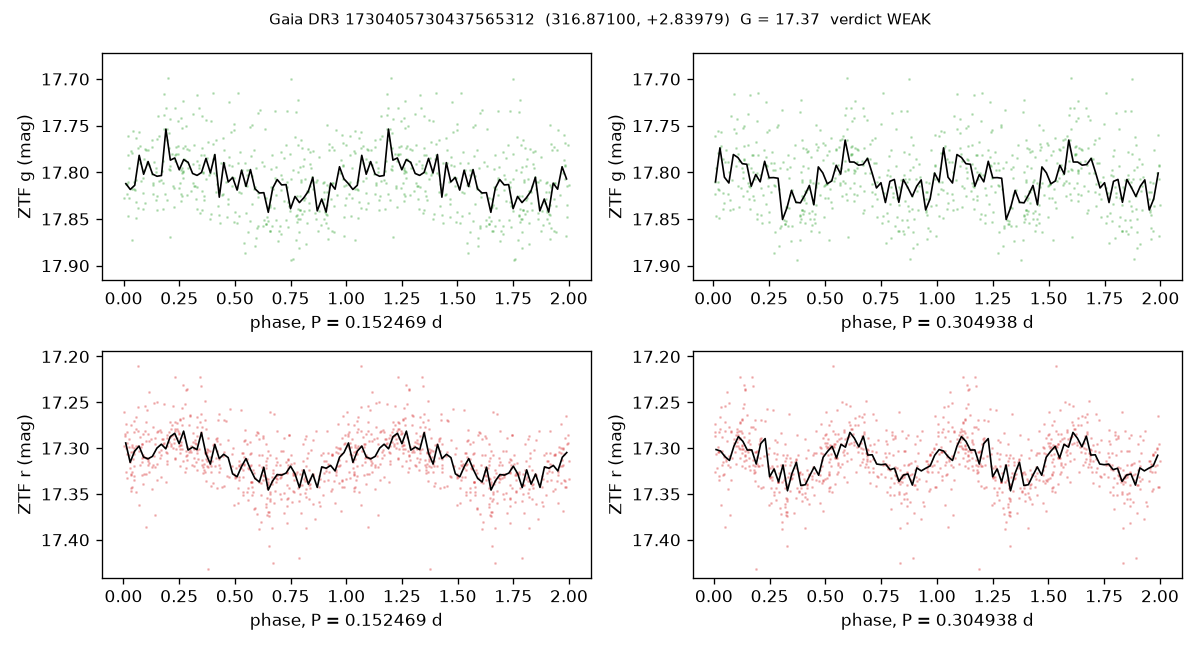 Gaia DR3 1730405730437565312  (316.87100, +2.83979)  G = 17.37  verdict WEAK
ZTF g (mag)
17.70
17.75
17.80
17.85
17.90
0.00 0.25 0.50 0.75 1.00 1.25 1.50 1.75 2.00
phase, P = 0.152469 d
ZTF g (mag)
17.70
17.75
17.80
17.85
17.90
0.00 0.25 0.50 0.75 1.00 1.25 1.50 1.75 2.00
phase, P = 0.304938 d
ZTF r (mag)
17.20
17.25
17.30
17.35
17.40
0.00 0.25 0.50 0.75 1.00 1.25 1.50 1.75 2.00
phase, P = 0.152469 d
ZTF r (mag)
17.20
17.25
17.30
17.35
17.40
0.00 0.25 0.50 0.75 1.00 1.25 1.50 1.75 2.00
phase, P = 0.304938 d